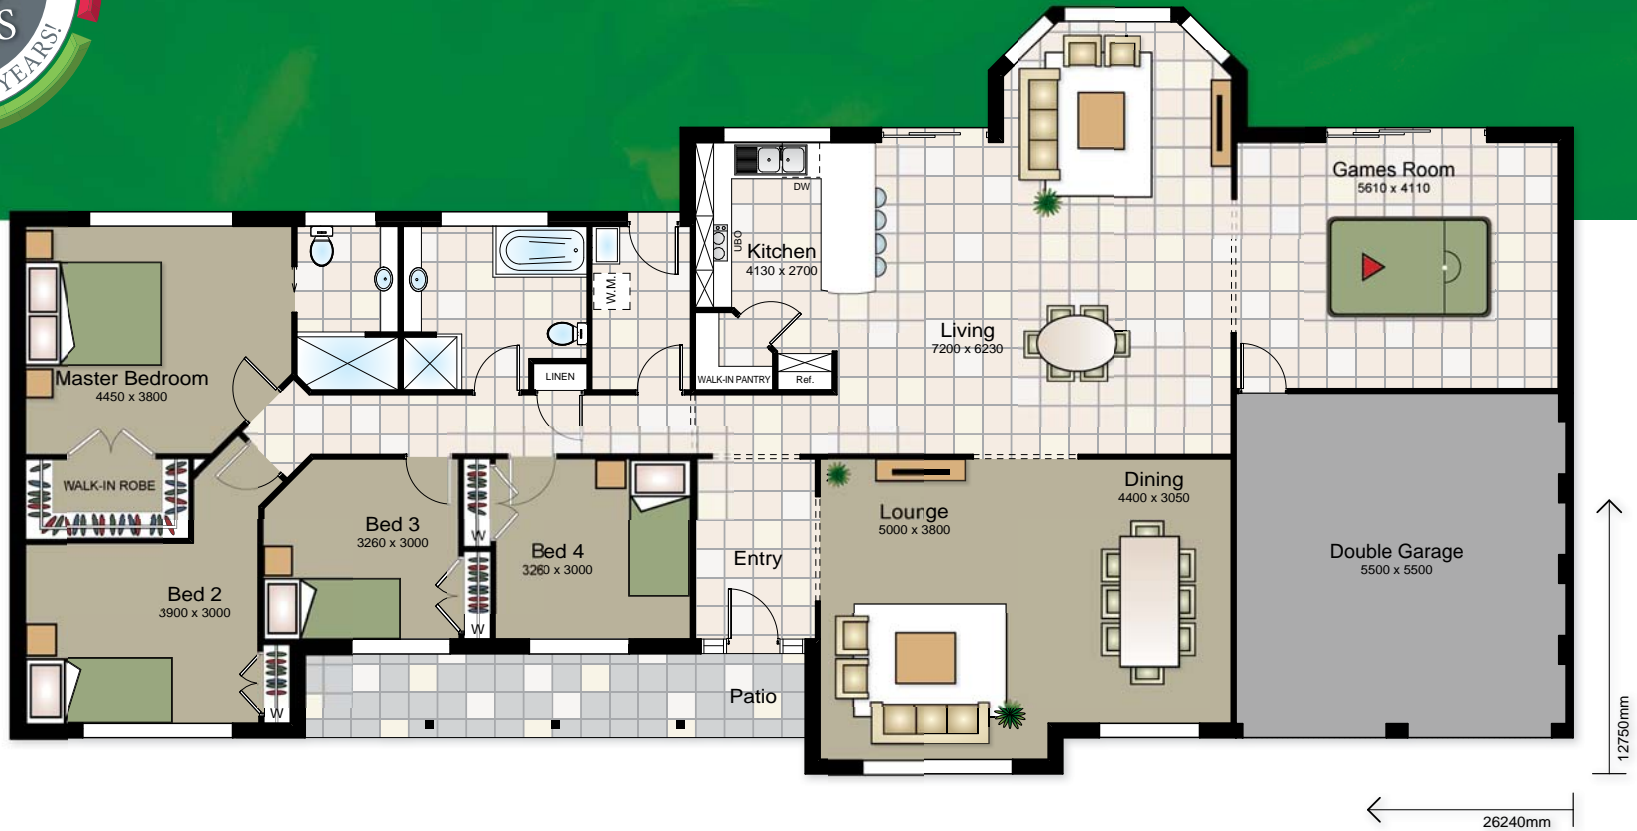 S
YEARS!
Games Room
5610 x 4110
DW
UBO
Kitchen
4130 x 2700
W.M.
Living
7200 x 6230
LINEN
WALK-IN PANTRY
Ref.
Master Bedroom
4450 x 3800
WALK-IN ROBE
Dining
4400 x 3050
Lounge
5000 x 3800
Bed 3
3260 x 3000
W
Bed 4
3260 x 3000
Entry
Double Garage
5500 x 5500
Bed 2
3900 x 3000
W
W
Patio
12750mm
26240mm